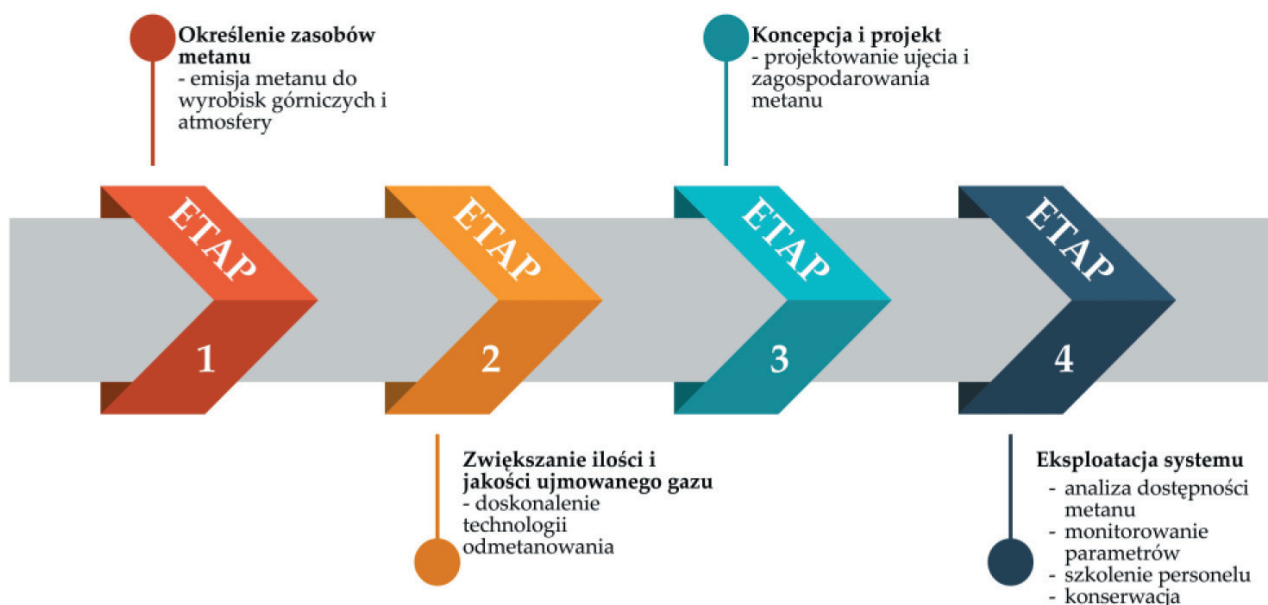 Określenie zasobów
metanu
- emisja metanu do
wyrobisk górniczych i
atmosfery
Koncepcja i projekt
- projektowanie ujęcia i
zagospodarowania
metanu
ETAP
1
ETAP
2
ETAP
3
ETAP
4
Zwiększanie ilości i
jakości ujmowanego gazu
- doskonalenie
technologii
odmetanowania
Eksploatacja systemu
- analiza dostępności
metanu
- monitorowanie
parametrów
- szkolenie personelu
- konserwacja